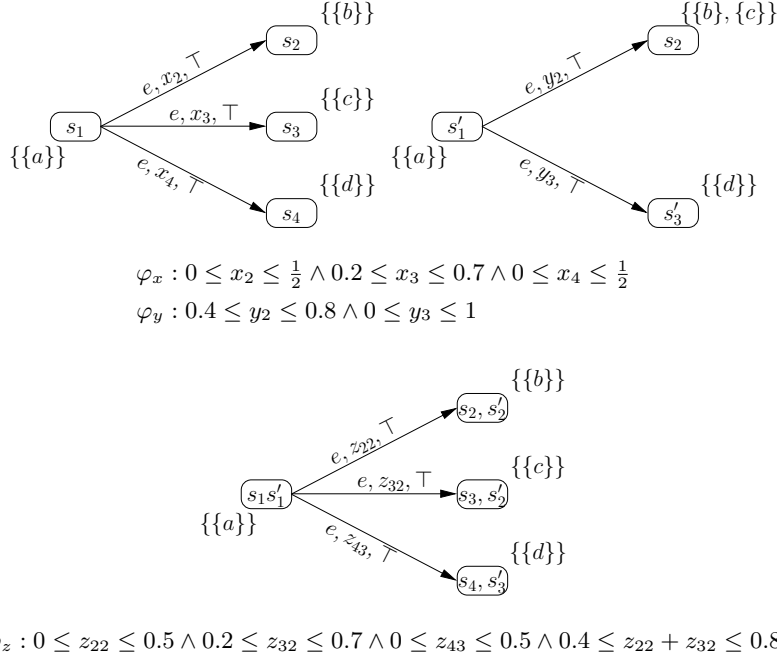 {{b}}
s₂
e, x₂, ⊤
{{c}}
s₁
e, x₃, ⊤
s₃
{{a}}
e, x₄, ⊤
{{d}}
s₄
{{b}, {c}}
s₂
e, y₂, ⊤
s′₁
{{a}}
e, y₃, ⊤
{{d}}
s′₃
φₓ : 0 ≤ x₂ ≤ 1/2 ∧ 0.2 ≤ x₃ ≤ 0.7 ∧ 0 ≤ x₄ ≤ 1/2
φᵧ : 0.4 ≤ y₂ ≤ 0.8 ∧ 0 ≤ y₃ ≤ 1
{{b}}
s₂, s′₂
e, z₂₂, ⊤
{{c}}
s₁s′₁
e, z₃₂, ⊤
s₃, s′₂
{{a}}
e, z₄₃, ⊤
{{d}}
s₄, s′₃
φ_z : 0 ≤ z₂₂ ≤ 0.5 ∧ 0.2 ≤ z₃₂ ≤ 0.7 ∧ 0 ≤ z₄₃ ≤ 0.5 ∧ 0.4 ≤ z₂₂ + z₃₂ ≤ 0.8